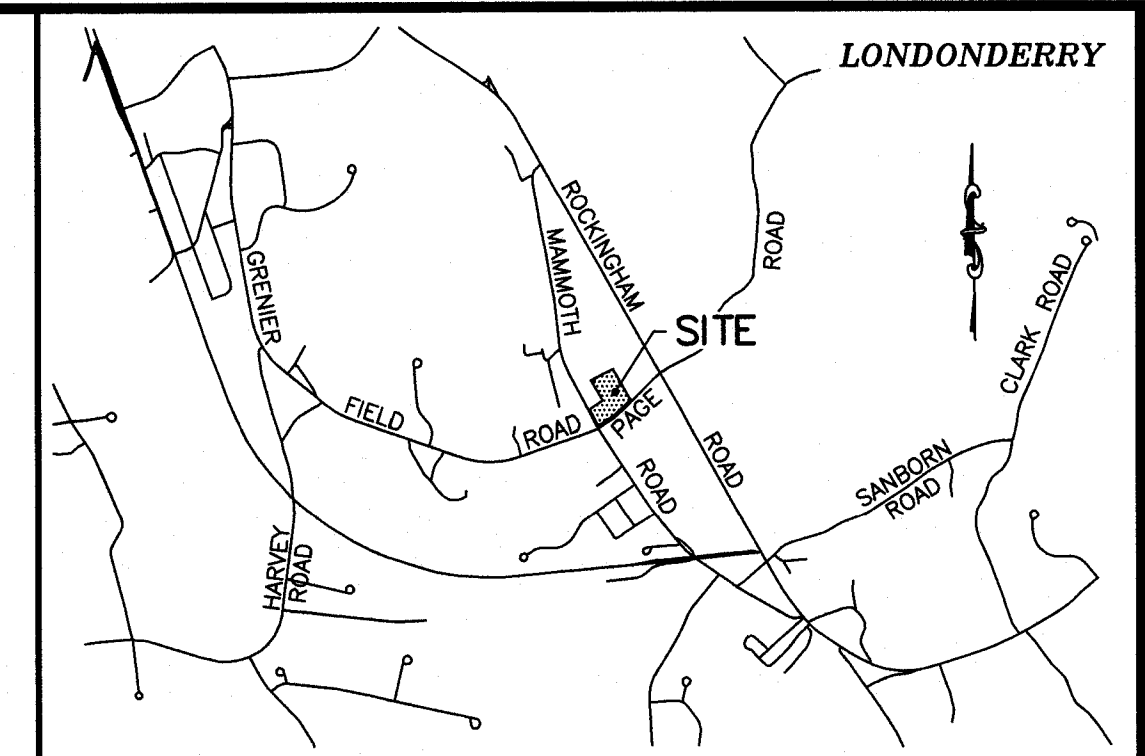 LONDONDERRY
ROCKINGHAM
ROAD
MAMMOTH
GRENIER
CLARK ROAD
SITE
FIELD
ROAD
PAGE
ROAD
ROAD
SANBORN
ROAD
HARVEY
ROAD